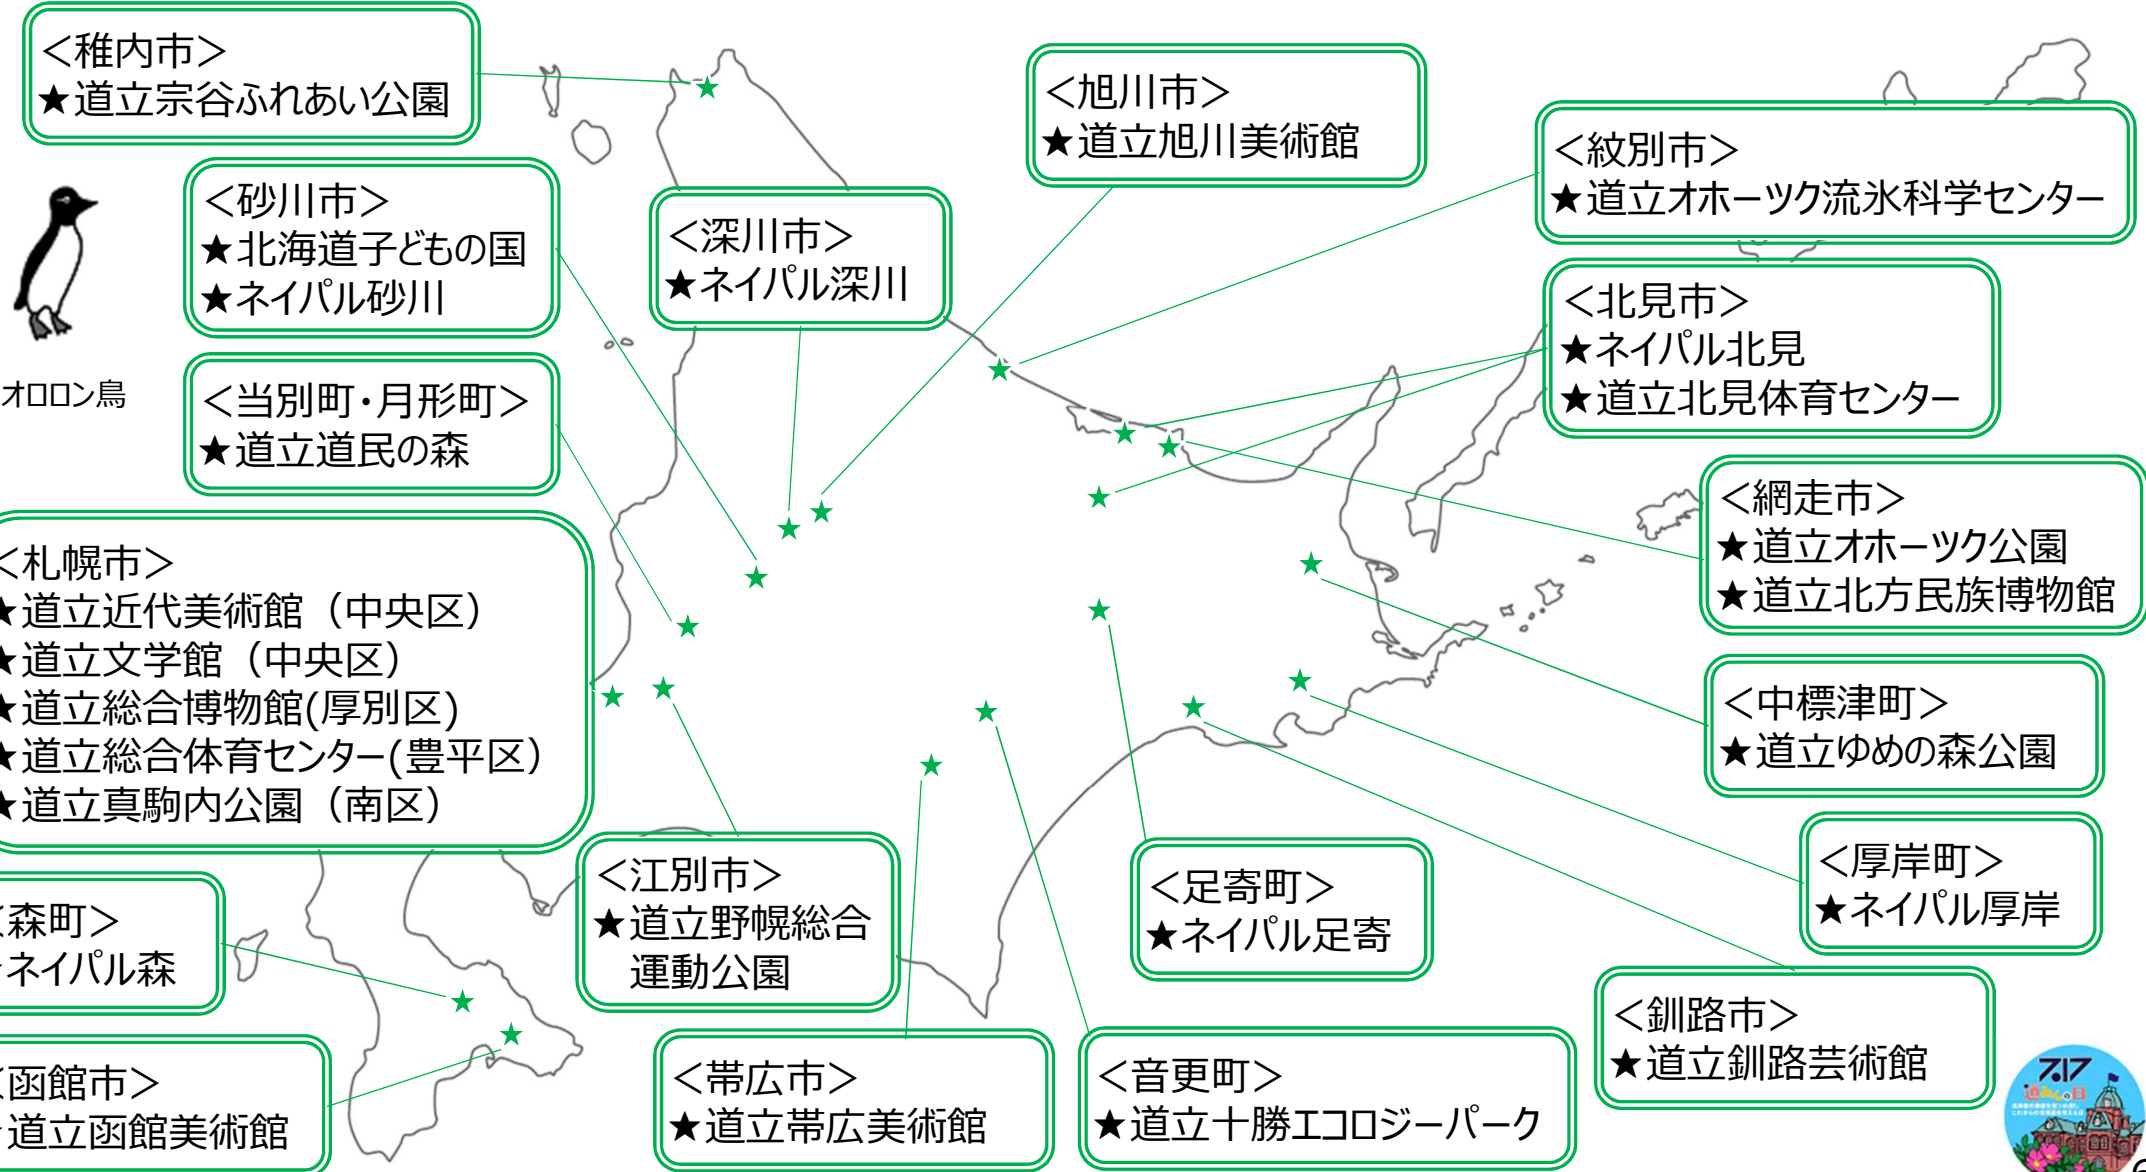 ＜稚内市＞
★道立宗谷ふれあい公園
＜旭川市＞
★道立旭川美術館
＜紋別市＞
★道立オホーツク流氷科学センター
＜砂川市＞
★北海道子どもの国
★ネイパル砂川
＜深川市＞
★ネイパル深川
＜北見市＞
★ネイパル北見
★道立北見体育センター
オロロン鳥
＜当別町・月形町＞
★道立道民の森
＜網走市＞
★道立オホーツク公園
★道立北方民族博物館
＜札幌市＞
★道立近代美術館（中央区）
★道立文学館（中央区）
★道立総合博物館(厚別区)
★道立総合体育センター(豊平区）
★道立真駒内公園（南区）
＜中標津町＞
★道立ゆめの森公園
＜厚岸町＞
★ネイパル厚岸
＜江別市＞
★道立野幌総合
運動公園
＜足寄町＞
★ネイパル足寄
＜森町＞
★ネイパル森
＜釧路市＞
★道立釧路芸術館
＜函館市＞
★道立函館美術館
＜帯広市＞
★道立帯広美術館
＜音更町＞
★道立十勝エコロジーパーク
7.17
道みんの日